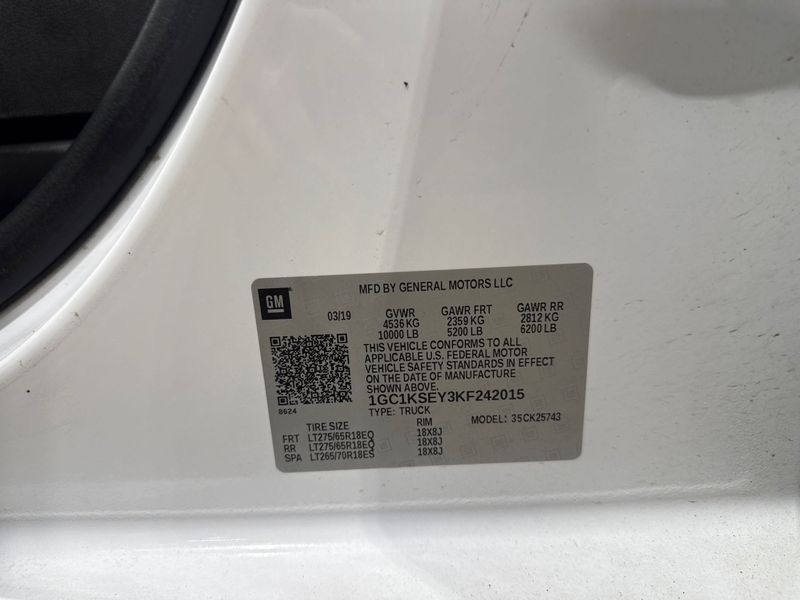 GM
MFD BY GENERAL MOTORS LLC
03/19 GVWR GAWR FRT GAWR RR
4536 KG 2359 KG 2812 KG
10000 LB 5200 LB 6200 LB
THIS VEHICLE CONFORMS TO ALL
APPLICABLE U.S. FEDERAL MOTOR
VEHICLE SAFETY STANDARDS IN EFFECT
ON THE DATE OF MANUFACTURE
SHOWN ABOVE.
8624
1GC1KSEY3KF242015
TYPE: TRUCK MODEL: 35CK25743
TIRE SIZE RIM
FRT LT275/65R18EQ 18X8J
RR LT275/65R18EQ 18X8J
SPA LT265/70R18ES 18X8J